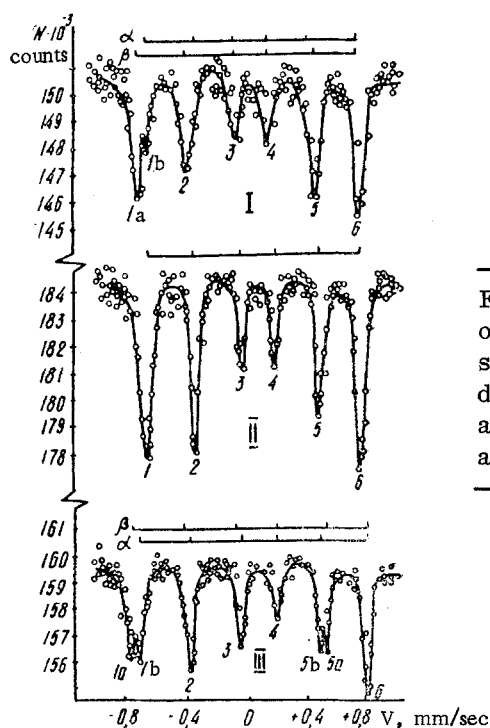 N·10⁻³
counts
α
β
150
149
148
147
146
145
1a
1b
2
3
4
5
6
I
184
183
182
181
180
179
178
1
2
3
4
5
6
II
β
α
161
160
159
158
157
156
1a
1b
2
3
4
5b
5a
6
III
-0,8
-0,4
0
+0,4
+0,8
V, mm/sec